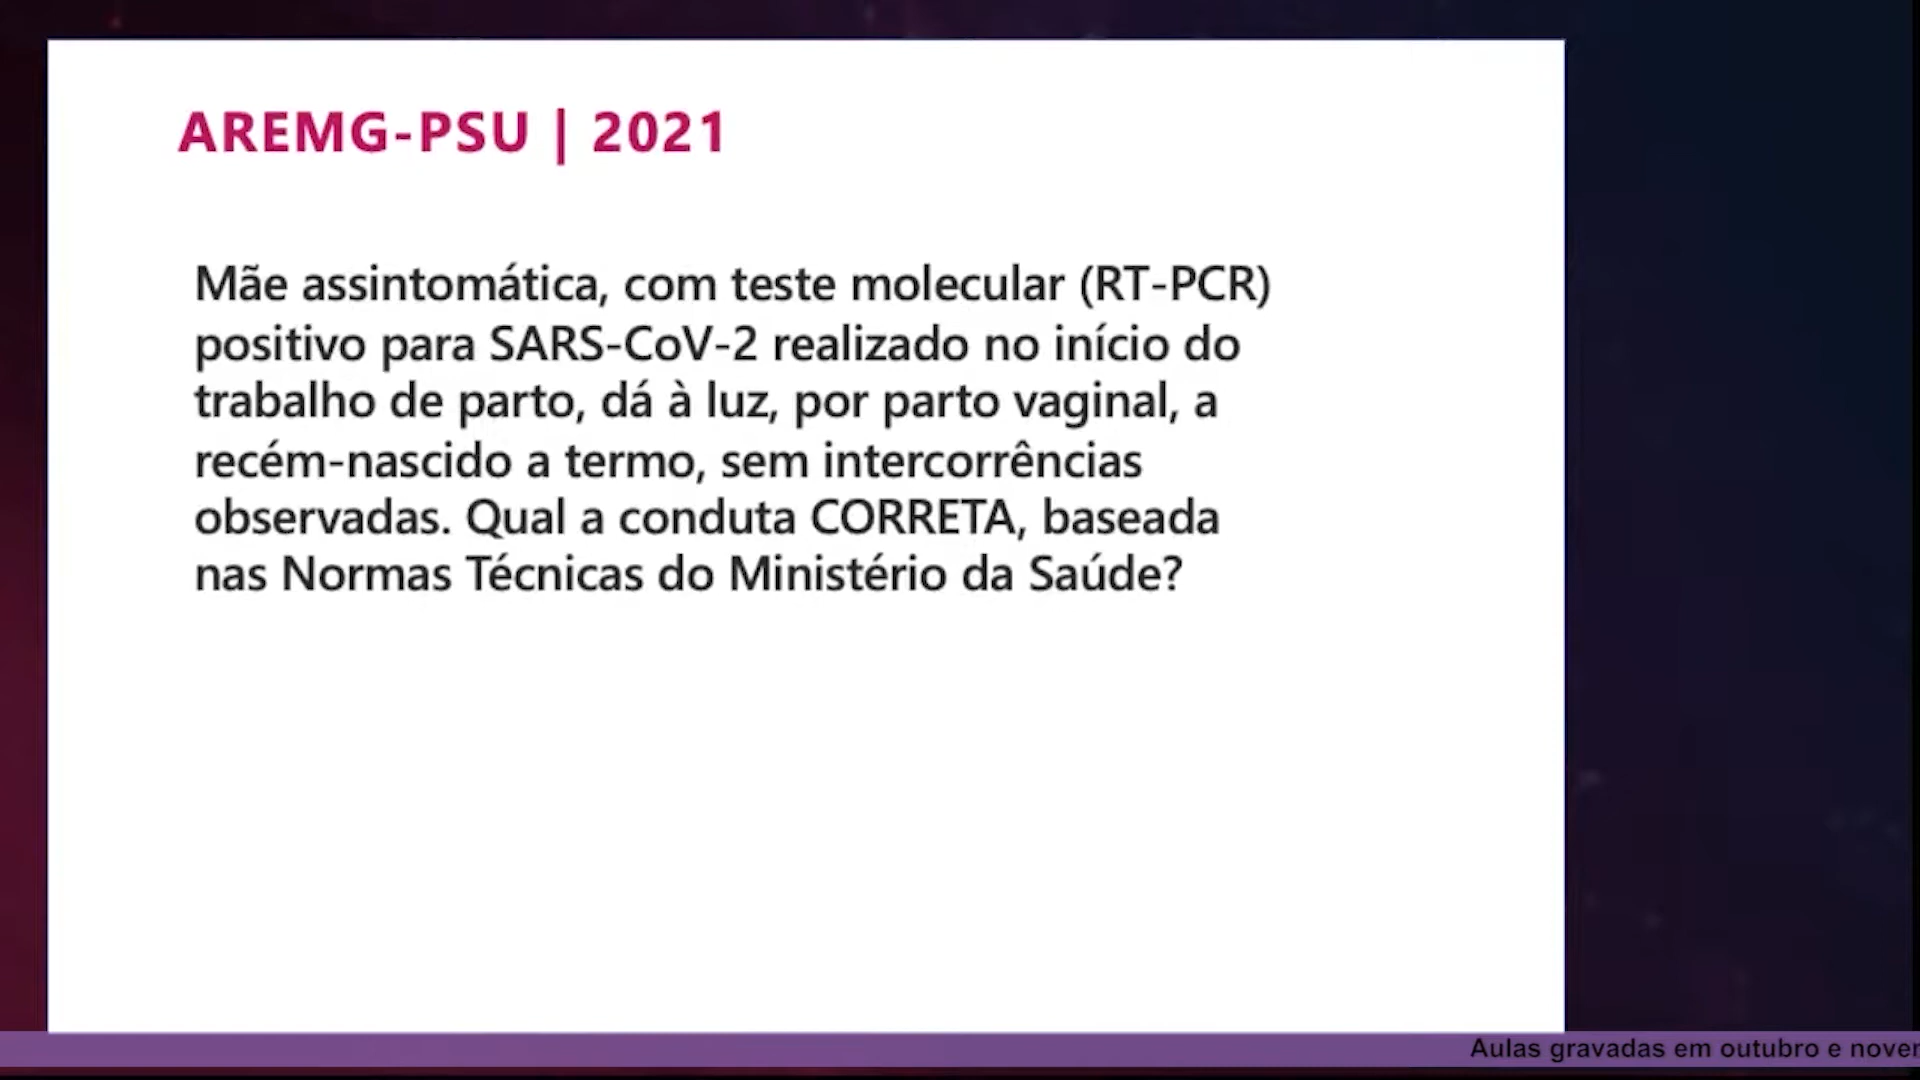 AREMG-PSU | 2021
Mãe assintomática, com teste molecular (RT-PCR)
positivo para SARS-CoV-2 realizado no início do
trabalho de parto, dá à luz, por parto vaginal, a
recém-nascido a termo, sem intercorrências
observadas. Qual a conduta CORRETA, baseada
nas Normas Técnicas do Ministério da Saúde?
Aulas gravadas em outubro e